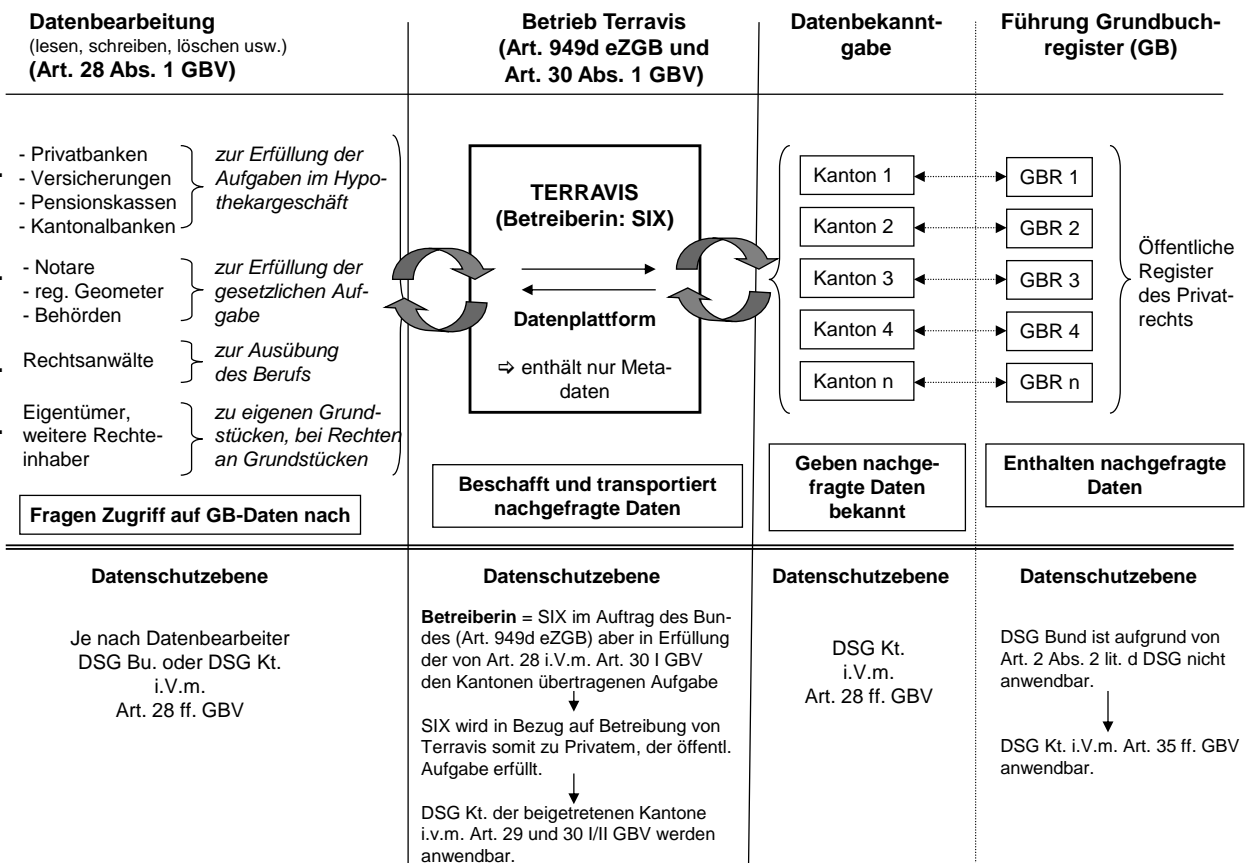 Datenbearbeitung
(lesen, schreiben, löschen usw.)
(Art. 28 Abs. 1 GBV)
Betrieb Terravis
(Art. 949d eZGB und
Art. 30 Abs. 1 GBV)
Datenbekannt-
gabe
Führung Grundbuch-
register (GB)
- Privatbanken
- Versicherungen
- Pensionskassen
- Kantonalbanken
zur Erfüllung der
Aufgaben im Hypo-
thekargeschäft
- Notare
- reg. Geometer
- Behörden
zur Erfüllung der
gesetzlichen Auf-
gabe
Rechtsanwälte
zur Ausübung
des Berufs
Eigentümer,
weitere Rechte-
inhaber
zu eigenen Grund-
stücken, bei Rechten
an Grundstücken
Fragen Zugriff auf GB-Daten nach
TERRAVIS
(Betreiberin: SIX)
Datenplattform
⇨ enthält nur Meta-
daten
Beschafft und transportiert
nachgefragte Daten
Kanton 1
Kanton 2
Kanton 3
Kanton 4
Kanton n
Geben nachge-
fragte Daten
bekannt
GBR 1
GBR 2
GBR 3
GBR 4
GBR n
Öffentliche
Register
des Privat-
rechts
Enthalten nachgefragte
Daten
Datenschutzebene
Je nach Datenbearbeiter
DSG Bu. oder DSG Kt.
i.V.m.
Art. 28 ff. GBV
Datenschutzebene
Betreiberin = SIX im Auftrag des Bun-
des (Art. 949d eZGB) aber in Erfüllung
der von Art. 28 i.V.m. Art. 30 I GBV
den Kantonen übertragenen Aufgabe
SIX wird in Bezug auf Betreibung von
Terravis somit zu Privatem, der öffentl.
Aufgabe erfüllt.
DSG Kt. der beigetretenen Kantone
i.v.m. Art. 29 und 30 I/II GBV werden
anwendbar.
Datenschutzebene
DSG Kt.
i.V.m.
Art. 28 ff. GBV
Datenschutzebene
DSG Bund ist aufgrund von
Art. 2 Abs. 2 lit. d DSG nicht
anwendbar.
DSG Kt. i.V.m. Art. 35 ff. GBV
anwendbar.